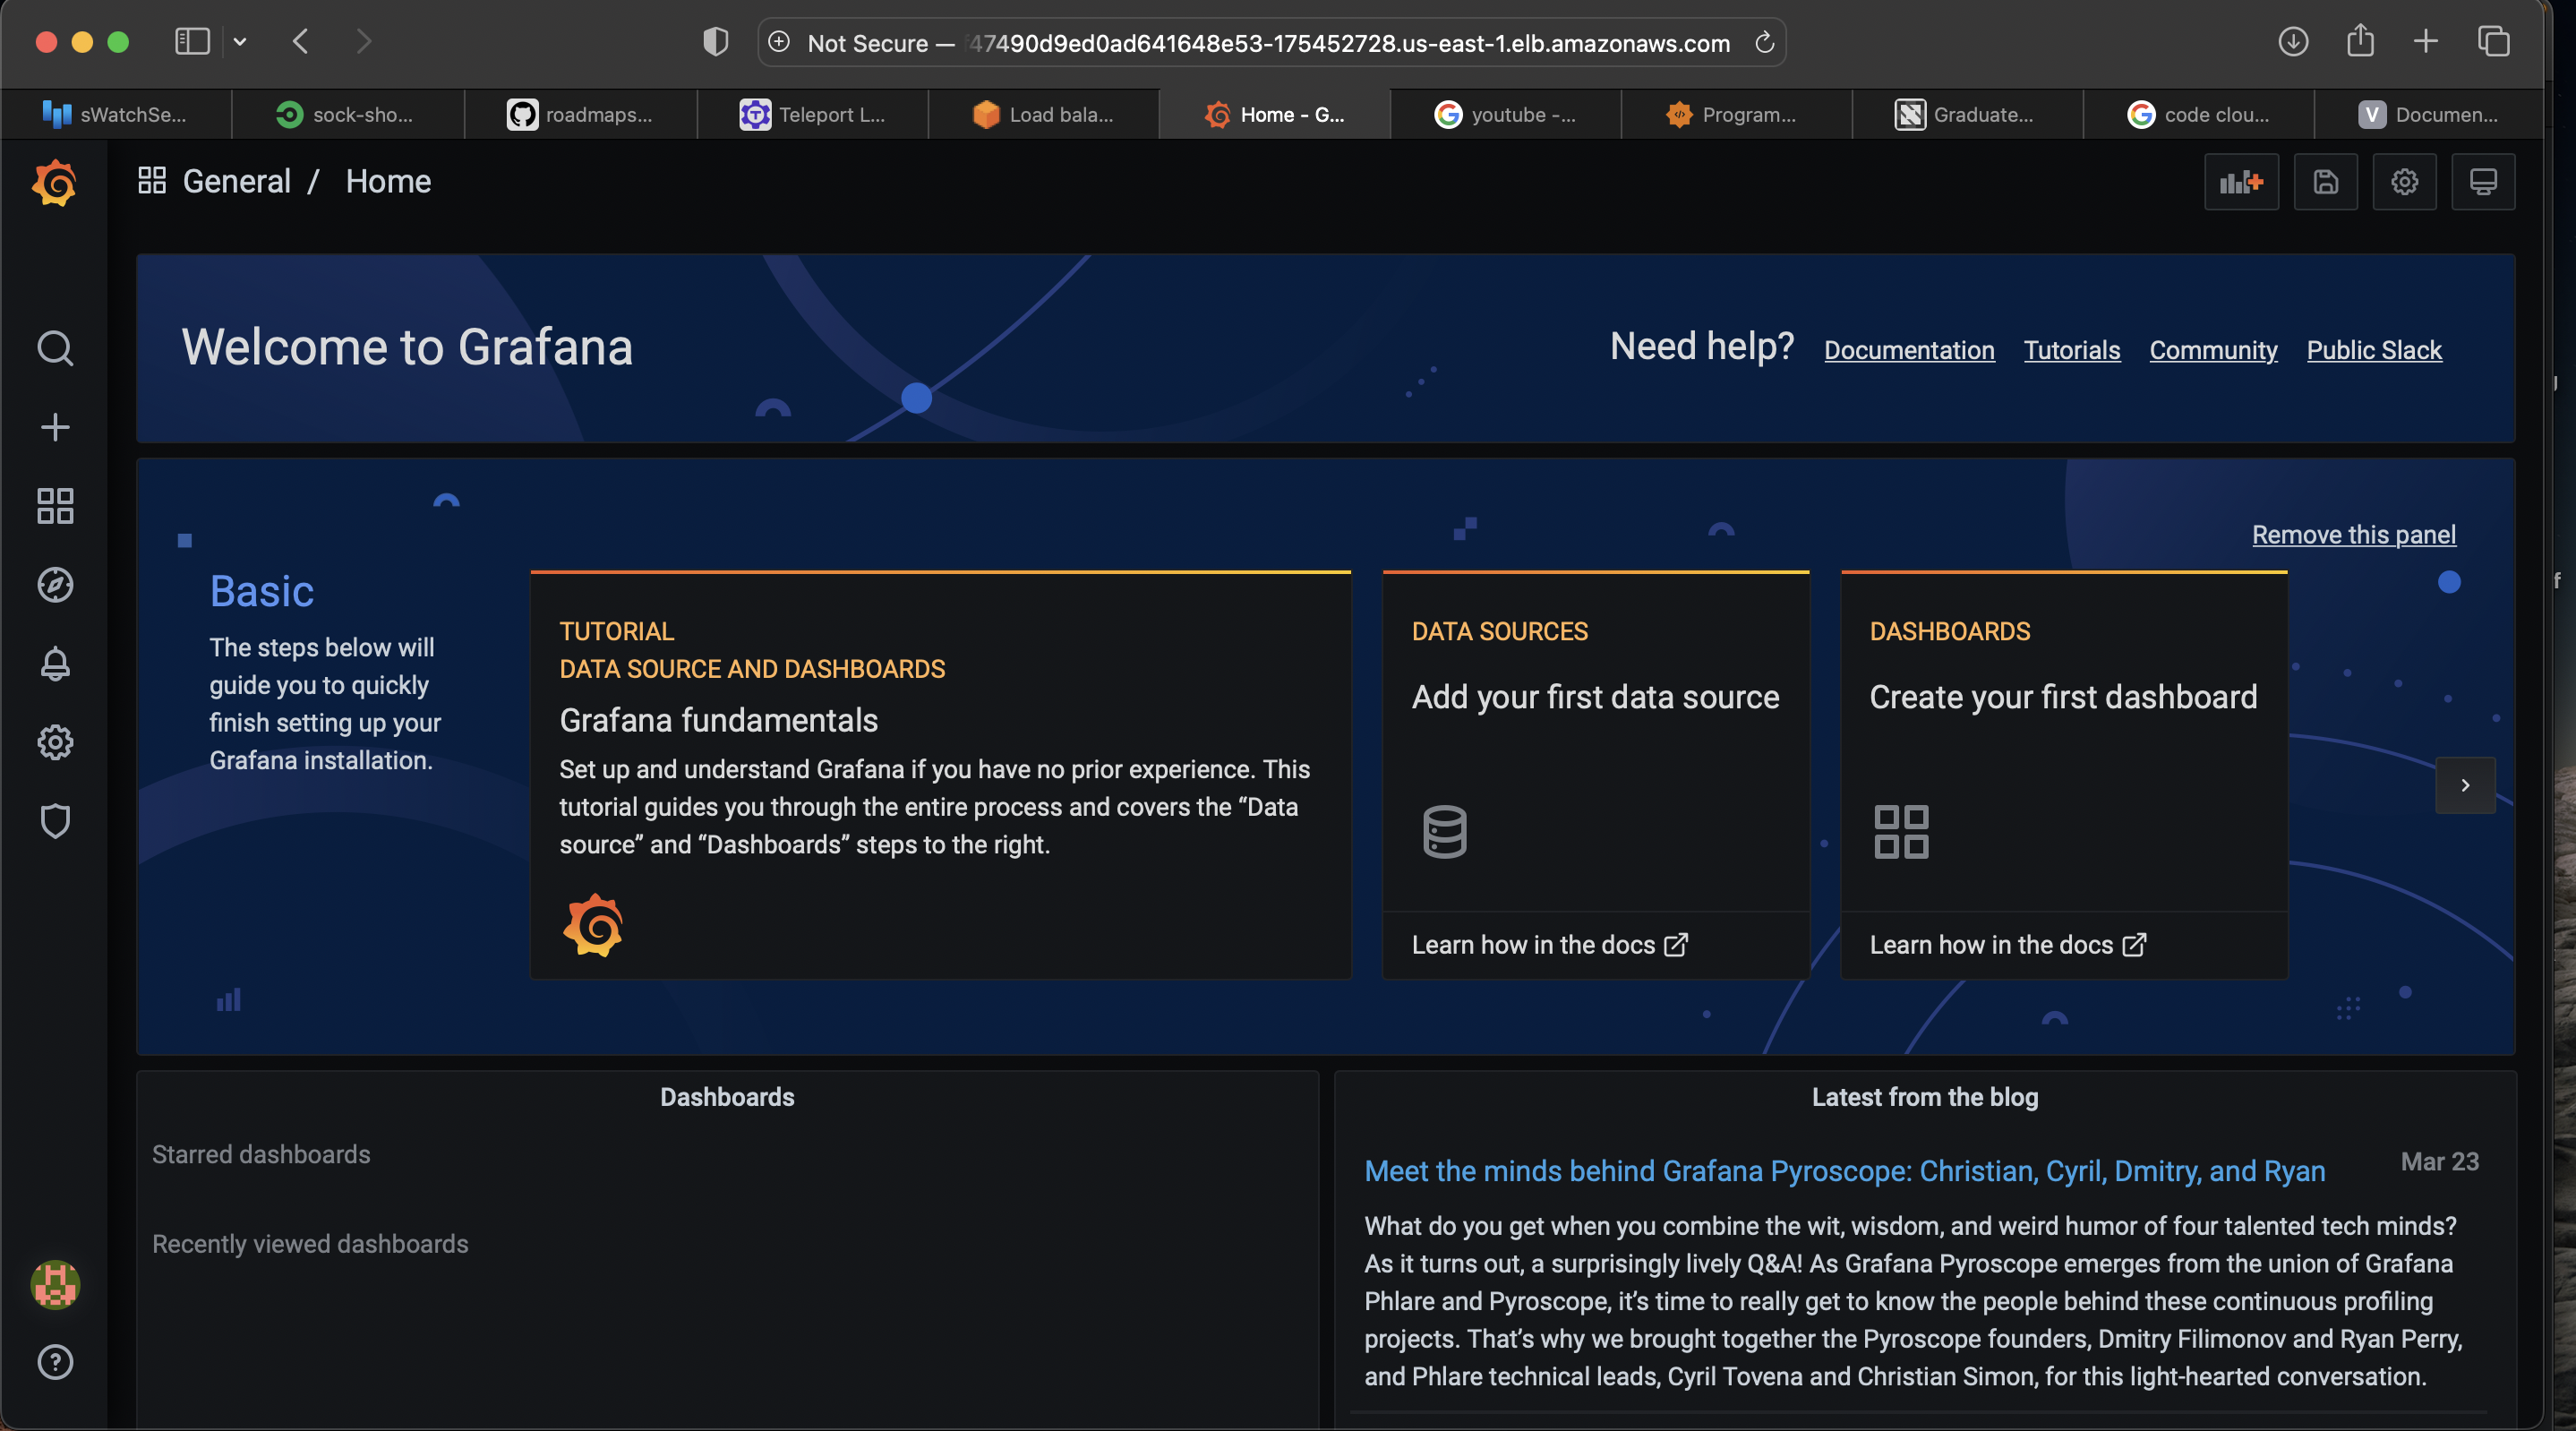 Not Secure — 47490d9ed0ad641648e53-175452728.us-east-1.elb.amazonaws.com
sWatchSe...
sock-sho...
roadmaps...
Teleport L...
Load bala...
Home - G...
youtube -...
Program...
Graduate...
code clou...
V Documen...
General / Home
Welcome to Grafana
Need help? Documentation Tutorials Community Public Slack
Remove this panel
Basic
The steps below will
guide you to quickly
finish setting up your
Grafana installation.
TUTORIAL
DATA SOURCE AND DASHBOARDS
Grafana fundamentals
Set up and understand Grafana if you have no prior experience. This
tutorial guides you through the entire process and covers the “Data
source” and “Dashboards” steps to the right.
DATA SOURCES
Add your first data source
Learn how in the docs
DASHBOARDS
Create your first dashboard
Learn how in the docs
Dashboards
Starred dashboards
Recently viewed dashboards
Latest from the blog
Meet the minds behind Grafana Pyroscope: Christian, Cyril, Dmitry, and Ryan
Mar 23
What do you get when you combine the wit, wisdom, and weird humor of four talented tech minds?
As it turns out, a surprisingly lively Q&A! As Grafana Pyroscope emerges from the union of Grafana
Phlare and Pyroscope, it’s time to really get to know the people behind these continuous profiling
projects. That’s why we brought together the Pyroscope founders, Dmitry Filimonov and Ryan Perry,
and Phlare technical leads, Cyril Tovena and Christian Simon, for this light-hearted conversation.